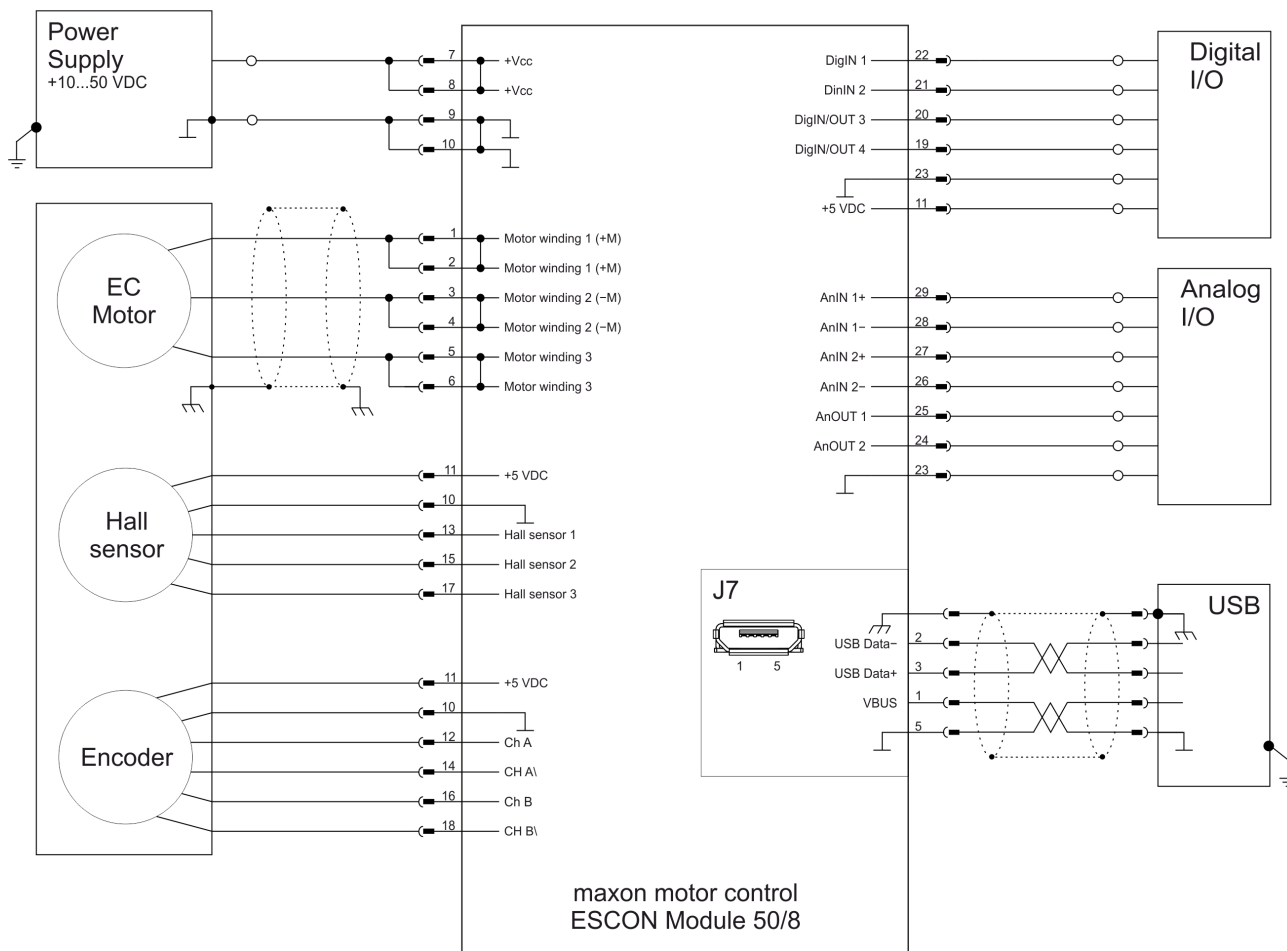 Power
Supply
+10...50 VDC
7 +Vcc
8 +Vcc
9
10
EC
Motor
1 Motor winding 1 (+M)
2 Motor winding 1 (+M)
3 Motor winding 2 (−M)
4 Motor winding 2 (−M)
5 Motor winding 3
6 Motor winding 3
Hall
sensor
11 +5 VDC
10
13 Hall sensor 1
15 Hall sensor 2
17 Hall sensor 3
Encoder
11 +5 VDC
10
12 Ch A
14 CH A\
16 Ch B
18 CH B\
DigIN 1 22
DinIN 2 21
DigIN/OUT 3 20
DigIN/OUT 4 19
23
+5 VDC 11
Digital
I/O
AnIN 1+ 29
AnIN 1− 28
AnIN 2+ 27
AnIN 2− 26
AnOUT 1 25
AnOUT 2 24
23
Analog
I/O
J7
1 5
USB Data− 2
USB Data+ 3
VBUS 1
5
USB
maxon motor control
ESCON Module 50/8